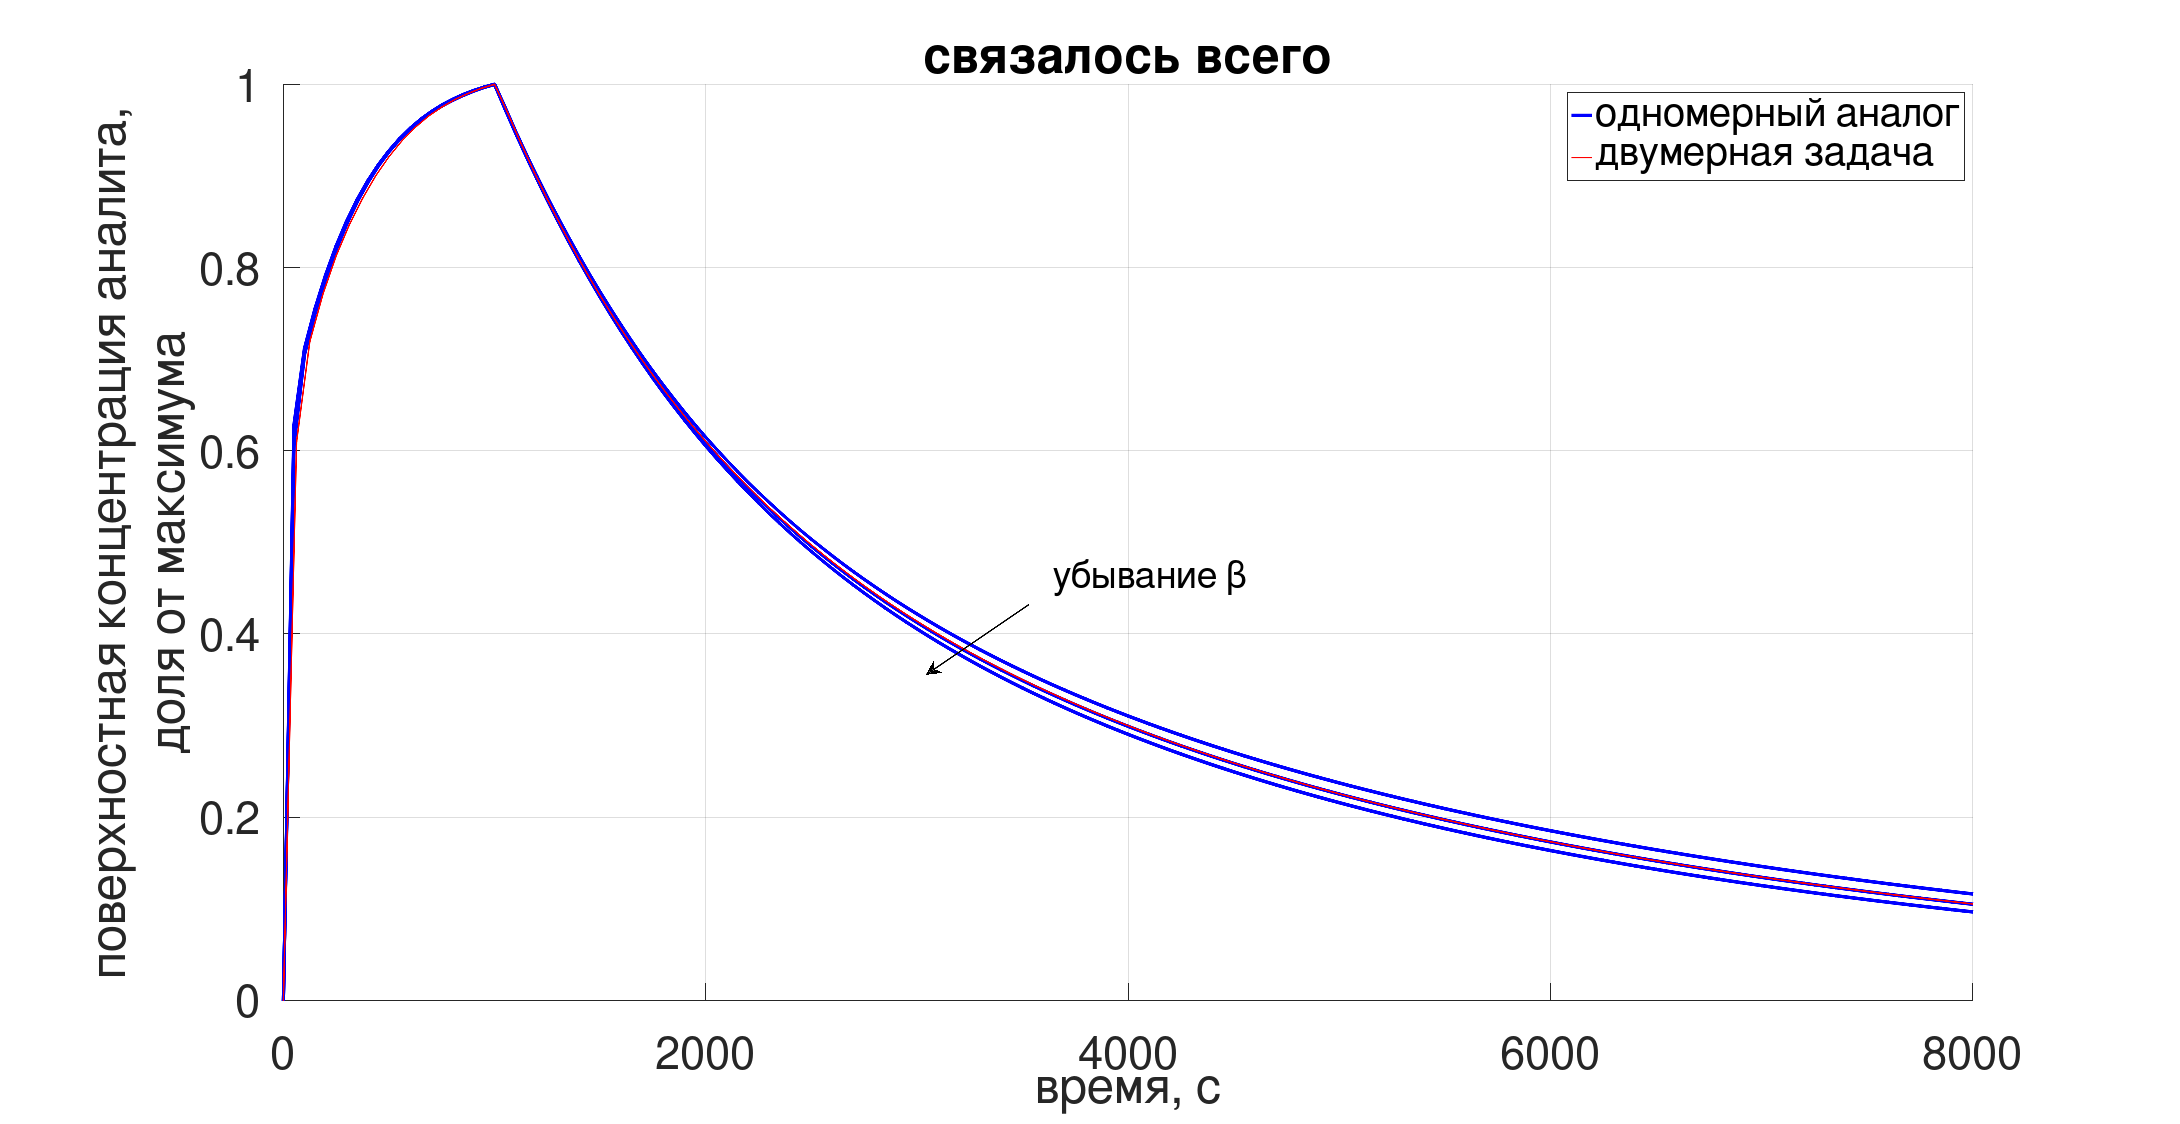 связалось всего
поверхностная концентрация аналита,
доля от максимума
1
0.8
0.6
0.4
0.2
0
одномерный аналог
двумерная задача
убывание β
0
2000
4000
6000
8000
время, с